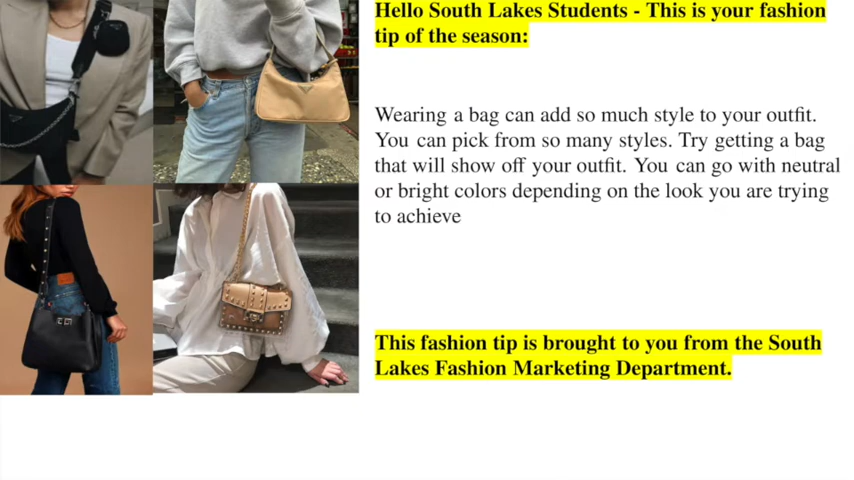 Hello South Lakes Students - This is your fashion
tip of the season:
Wearing a bag can add so much style to your outfit.
You can pick from so many styles. Try getting a bag
that will show off your outfit. You can go with neutral
or bright colors depending on the look you are trying
to achieve
This fashion tip is brought to you from the South
Lakes Fashion Marketing Department.